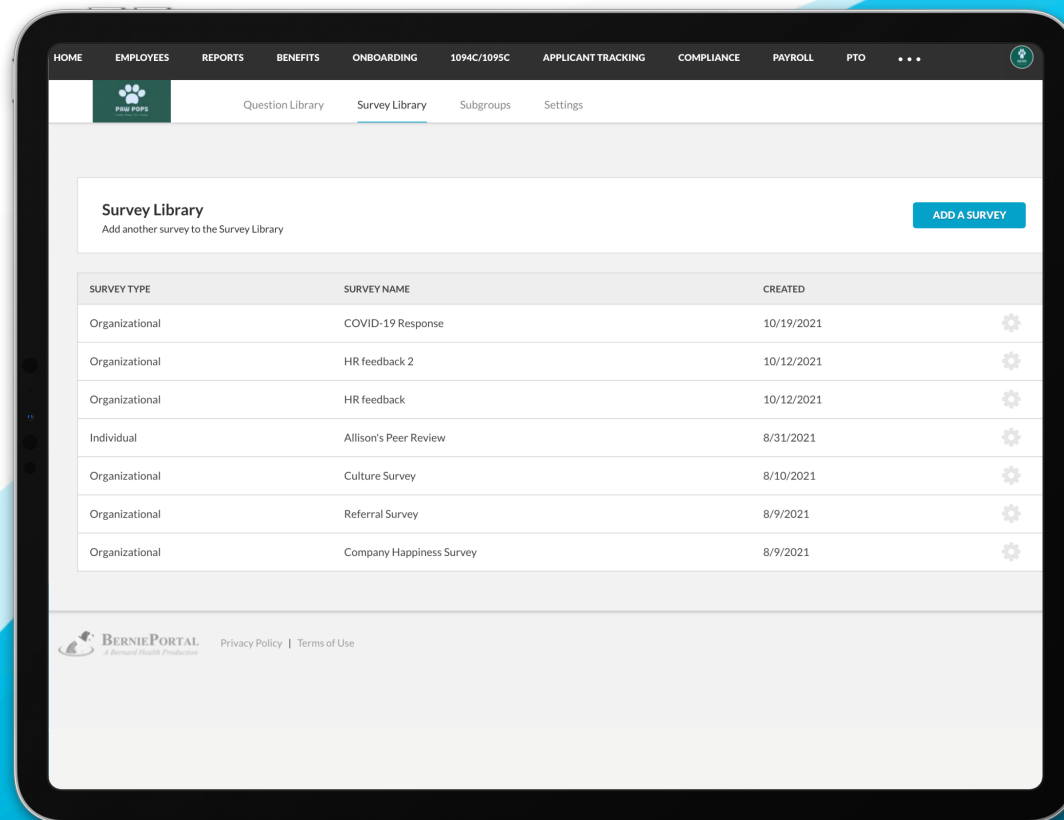 HOME EMPLOYEES REPORTS BENEFITS ONBOARDING 1094C/1095C APPLICANT TRACKING COMPLIANCE PAYROLL PTO •••
PAW POPS
Question Library Survey Library Subgroups Settings
Survey Library
Add another survey to the Survey Library
ADD A SURVEY
SURVEY TYPE SURVEY NAME CREATED
Organizational COVID-19 Response 10/19/2021
Organizational HR feedback 2 10/12/2021
Organizational HR feedback 10/12/2021
Individual Allison's Peer Review 8/31/2021
Organizational Culture Survey 8/10/2021
Organizational Referral Survey 8/9/2021
Organizational Company Happiness Survey 8/9/2021
BERNIEPORTAL Privacy Policy | Terms of Use
A Bernard Health Production